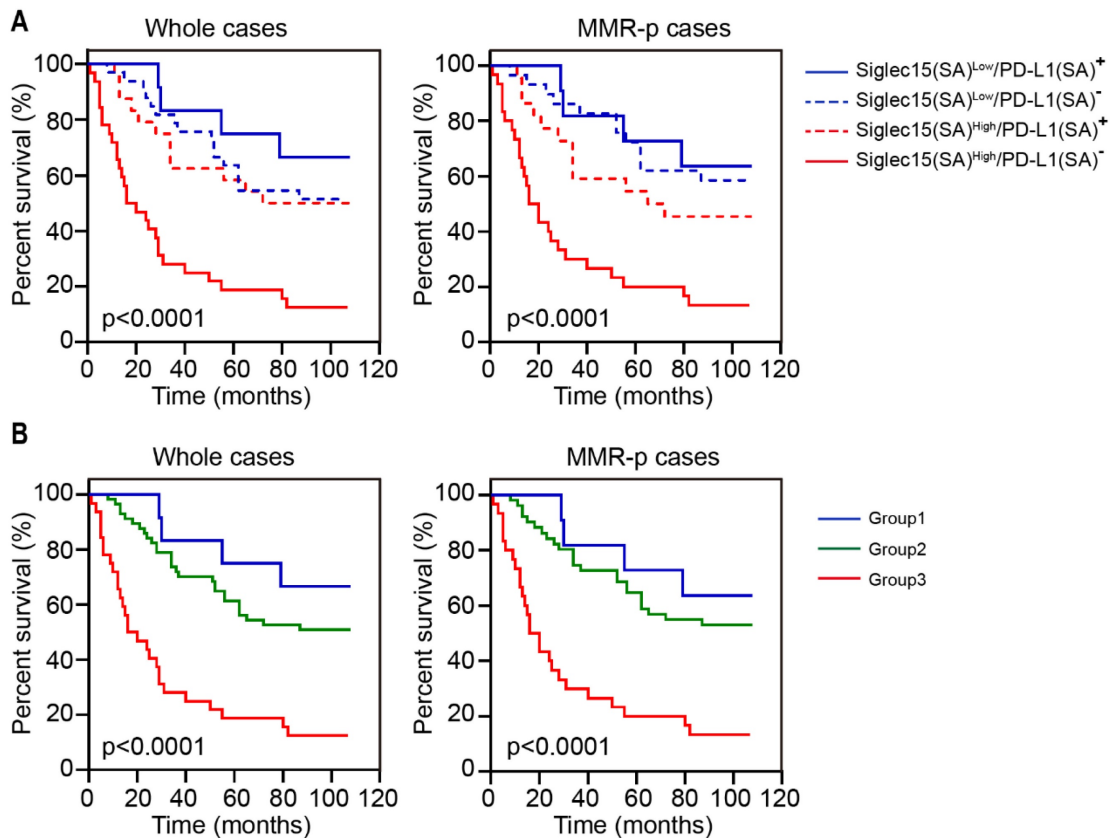 A
Whole cases
MMR-p cases
Percent survival (%)
100
80
60
40
20
0
p<0.0001
0 20 40 60 80 100 120
Time (months)
Percent survival (%)
100
80
60
40
20
0
p<0.0001
0 20 40 60 80 100 120
Time (months)
Siglec15(SA)Low/PD-L1(SA)+
Siglec15(SA)Low/PD-L1(SA)-
Siglec15(SA)High/PD-L1(SA)+
Siglec15(SA)High/PD-L1(SA)-
B
Whole cases
MMR-p cases
Percent survival (%)
100
80
60
40
20
0
p<0.0001
0 20 40 60 80 100 120
Time (months)
Percent survival (%)
100
80
60
40
20
0
p<0.0001
0 20 40 60 80 100 120
Time (months)
Group1
Group2
Group3